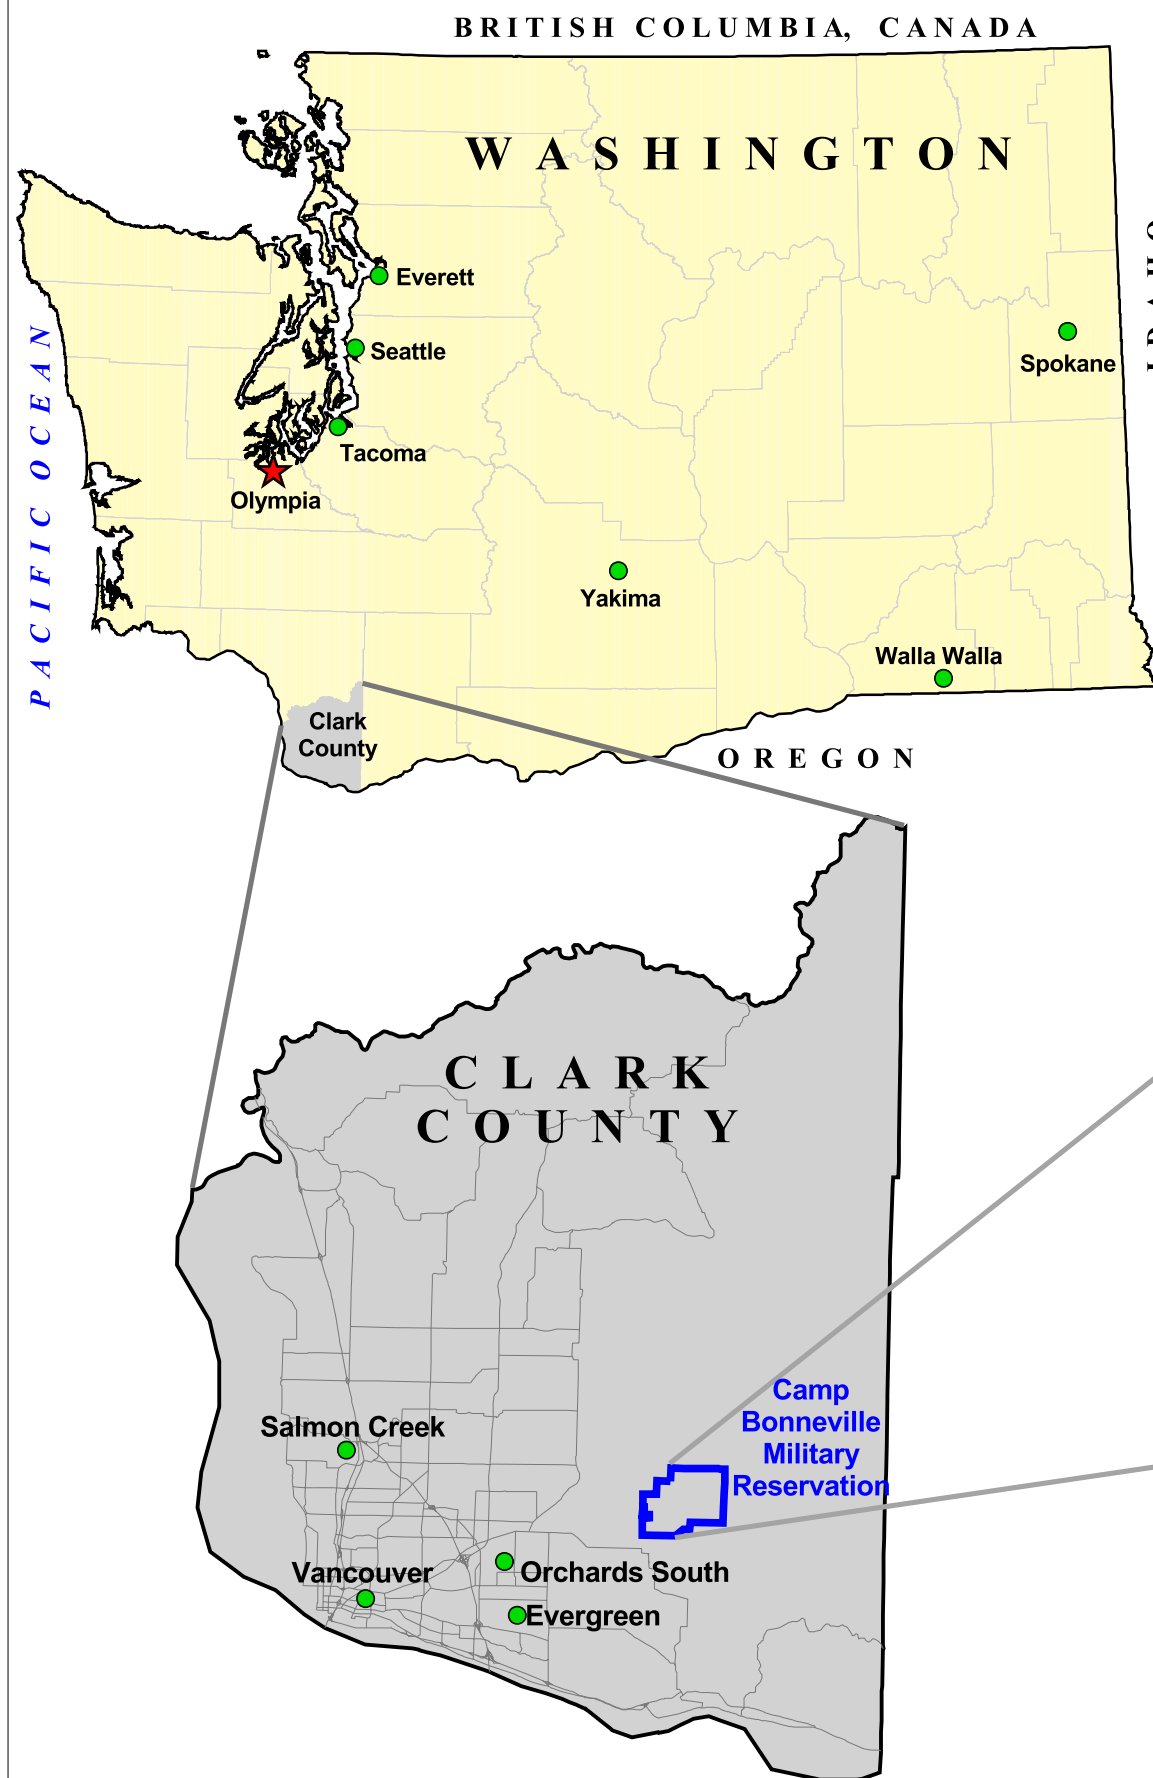 BRITISH COLUMBIA, CANADA
WASHINGTON
Everett
Seattle
Spokane
Tacoma
Olympia
PACIFIC OCEAN
Yakima
Walla Walla
Clark
County
OREGON
CLARK
COUNTY
Camp
Bonneville
Military
Reservation
Salmon Creek
Vancouver
Orchards South
Evergreen